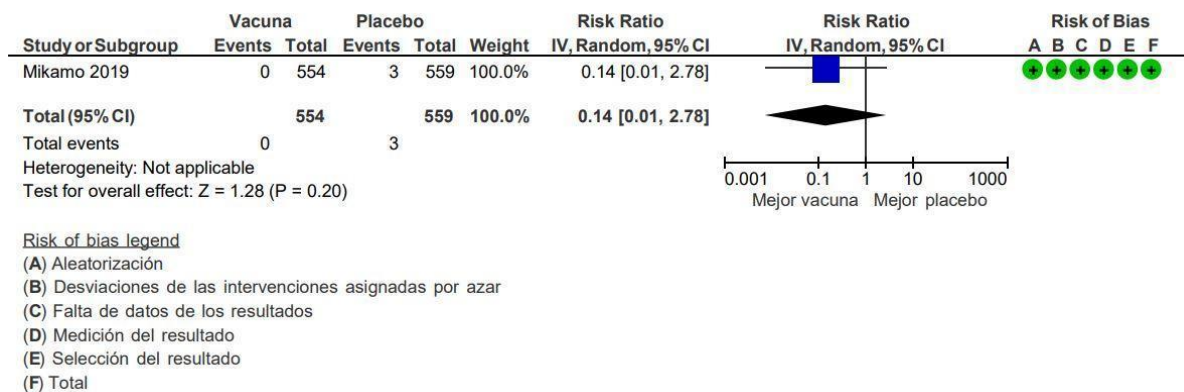 Vacuna Placebo Risk Ratio Risk Ratio Risk of Bias
Study or Subgroup Events Total Events Total Weight IV, Random, 95% CI IV, Random, 95% CI A B C D E F
Mikamo 2019 0 554 3 559 100.0% 0.14 [0.01, 2.78] + + + + + +
Total (95% CI) 554 559 100.0% 0.14 [0.01, 2.78]
Total events 0 3
Heterogeneity: Not applicable
Test for overall effect: Z = 1.28 (P = 0.20)
0.001 0.1 1 10 1000
Mejor vacuna Mejor placebo
Risk of bias legend
(A) Aleatorización
(B) Desviaciones de las intervenciones asignadas por azar
(C) Falta de datos de los resultados
(D) Medición del resultado
(E) Selección del resultado
(F) Total